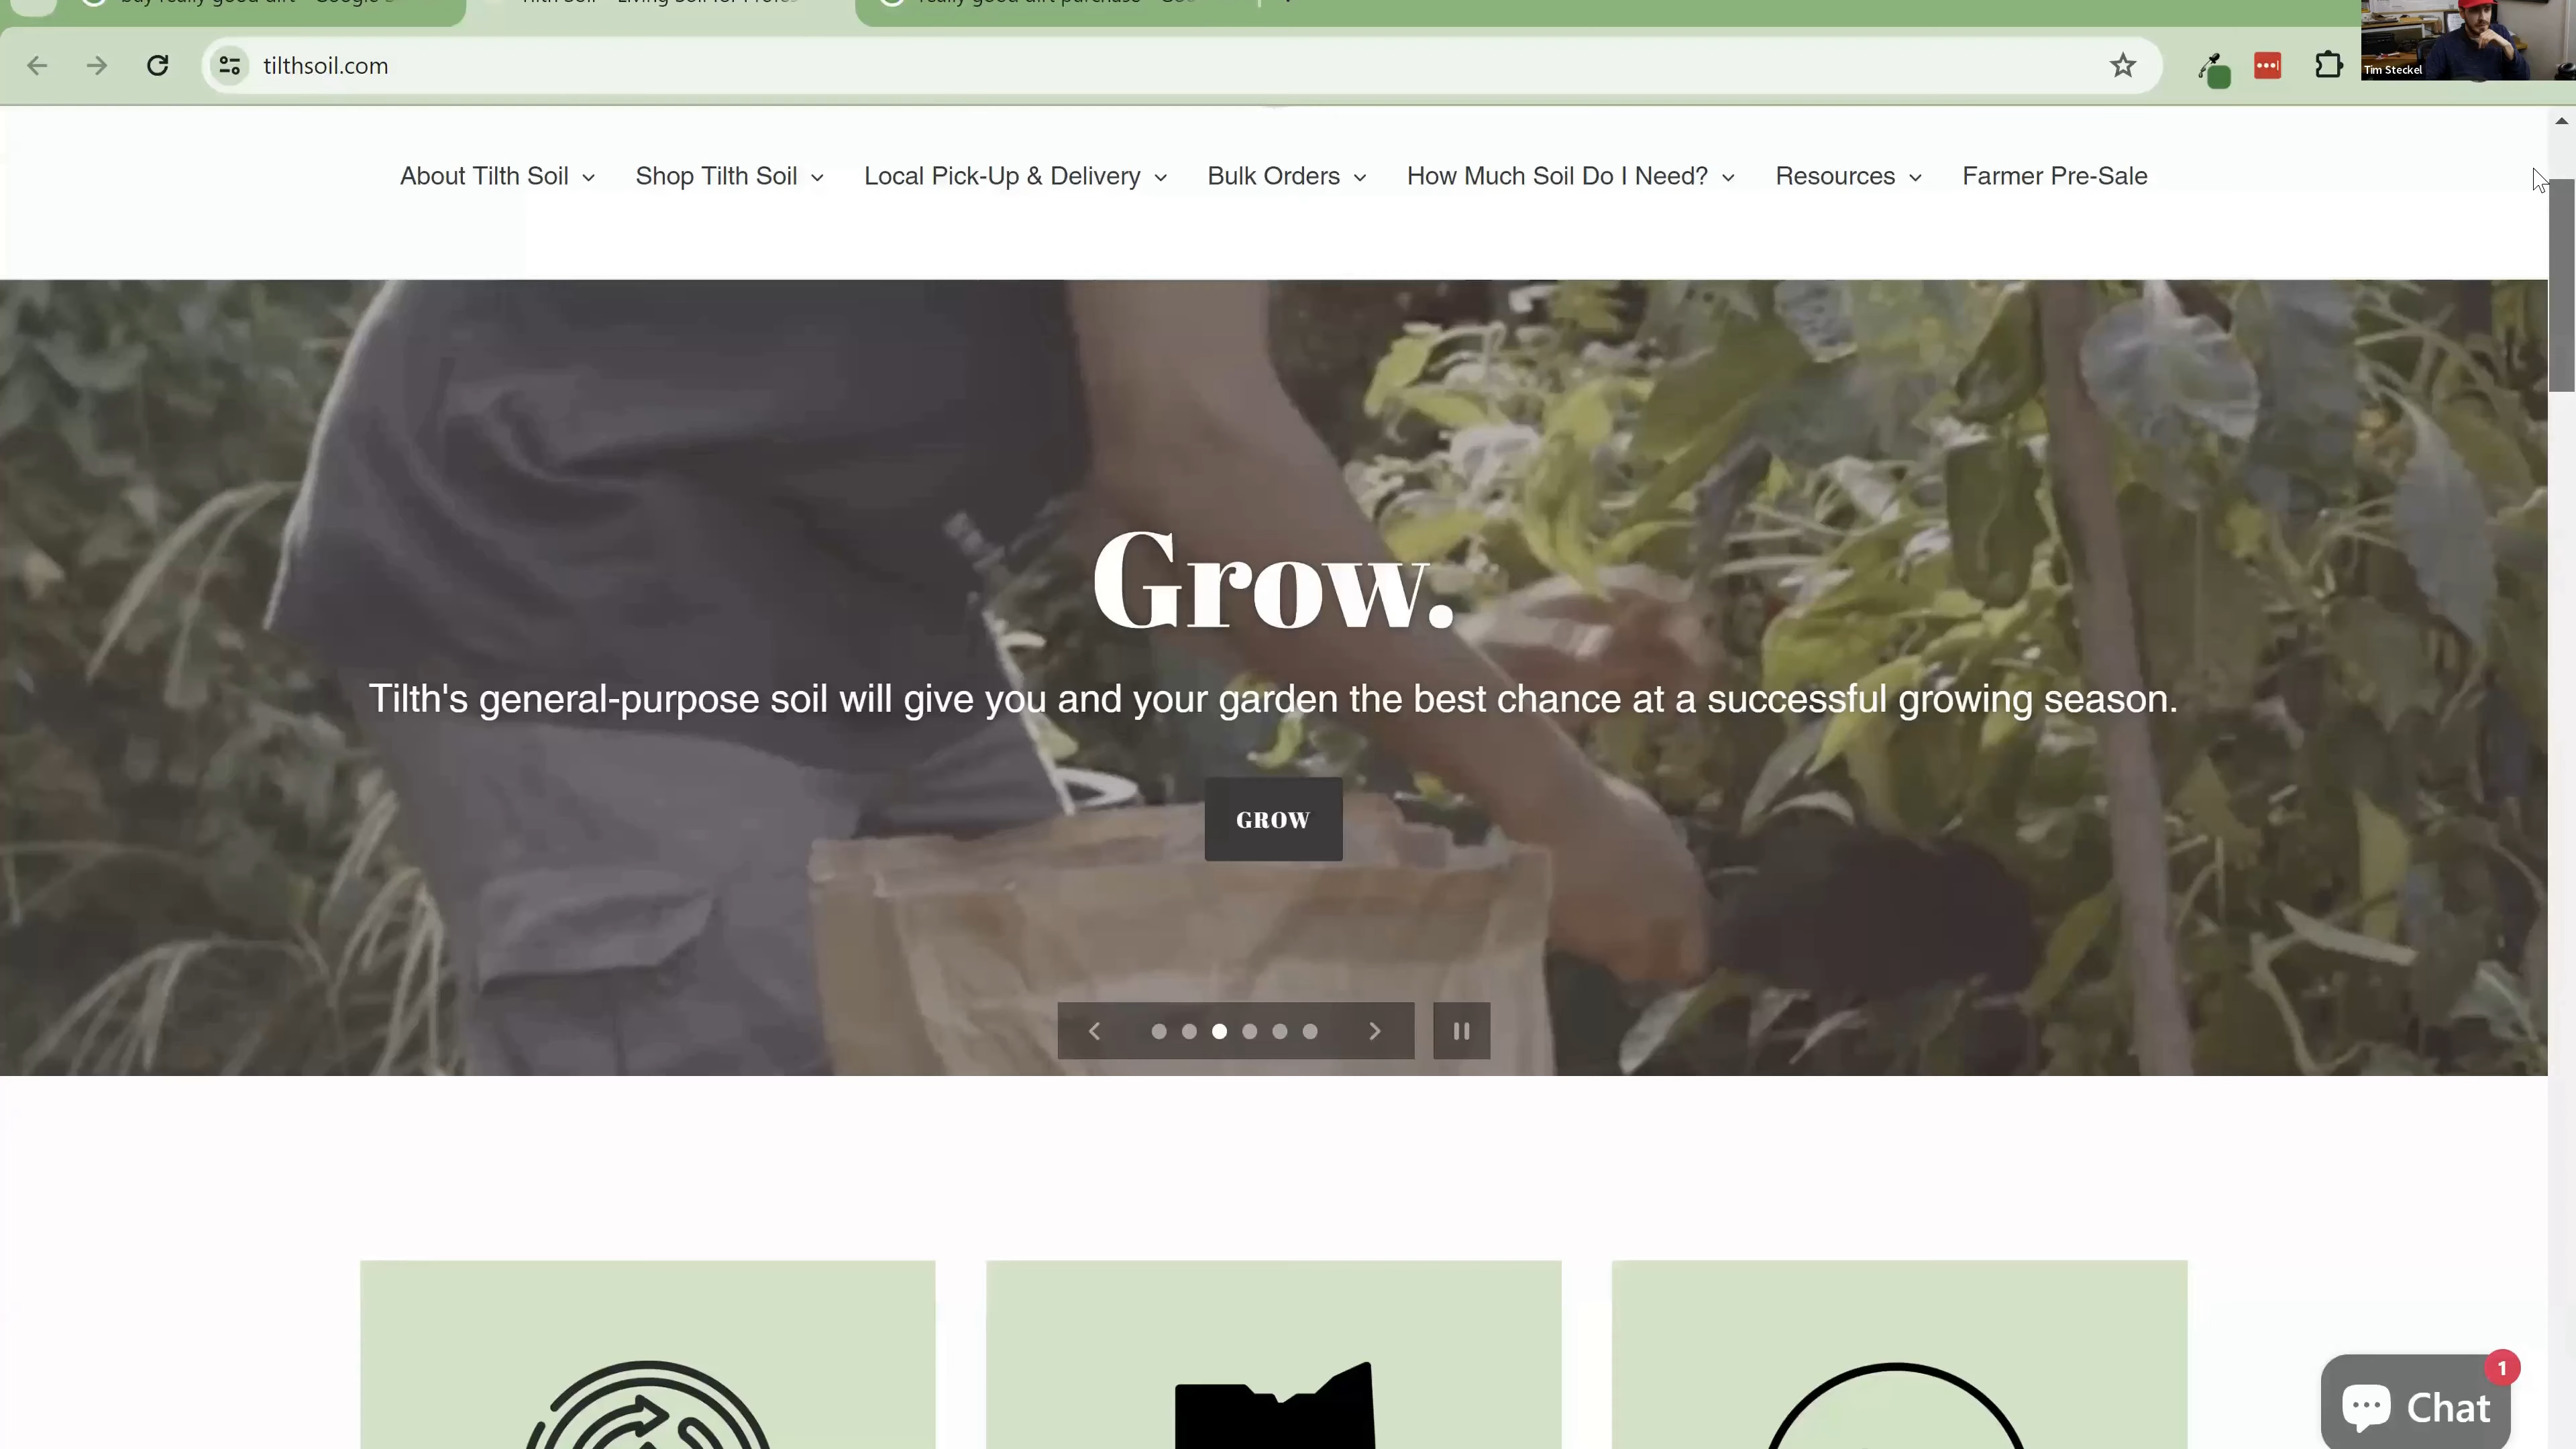 tilthsoil.com
Tim Steckel
About Tilth Soil
Shop Tilth Soil
Local Pick-Up & Delivery
Bulk Orders
How Much Soil Do I Need?
Resources
Farmer Pre-Sale
Grow.
Tilth's general-purpose soil will give you and your garden the best chance at a successful growing season.
GROW
1
Chat